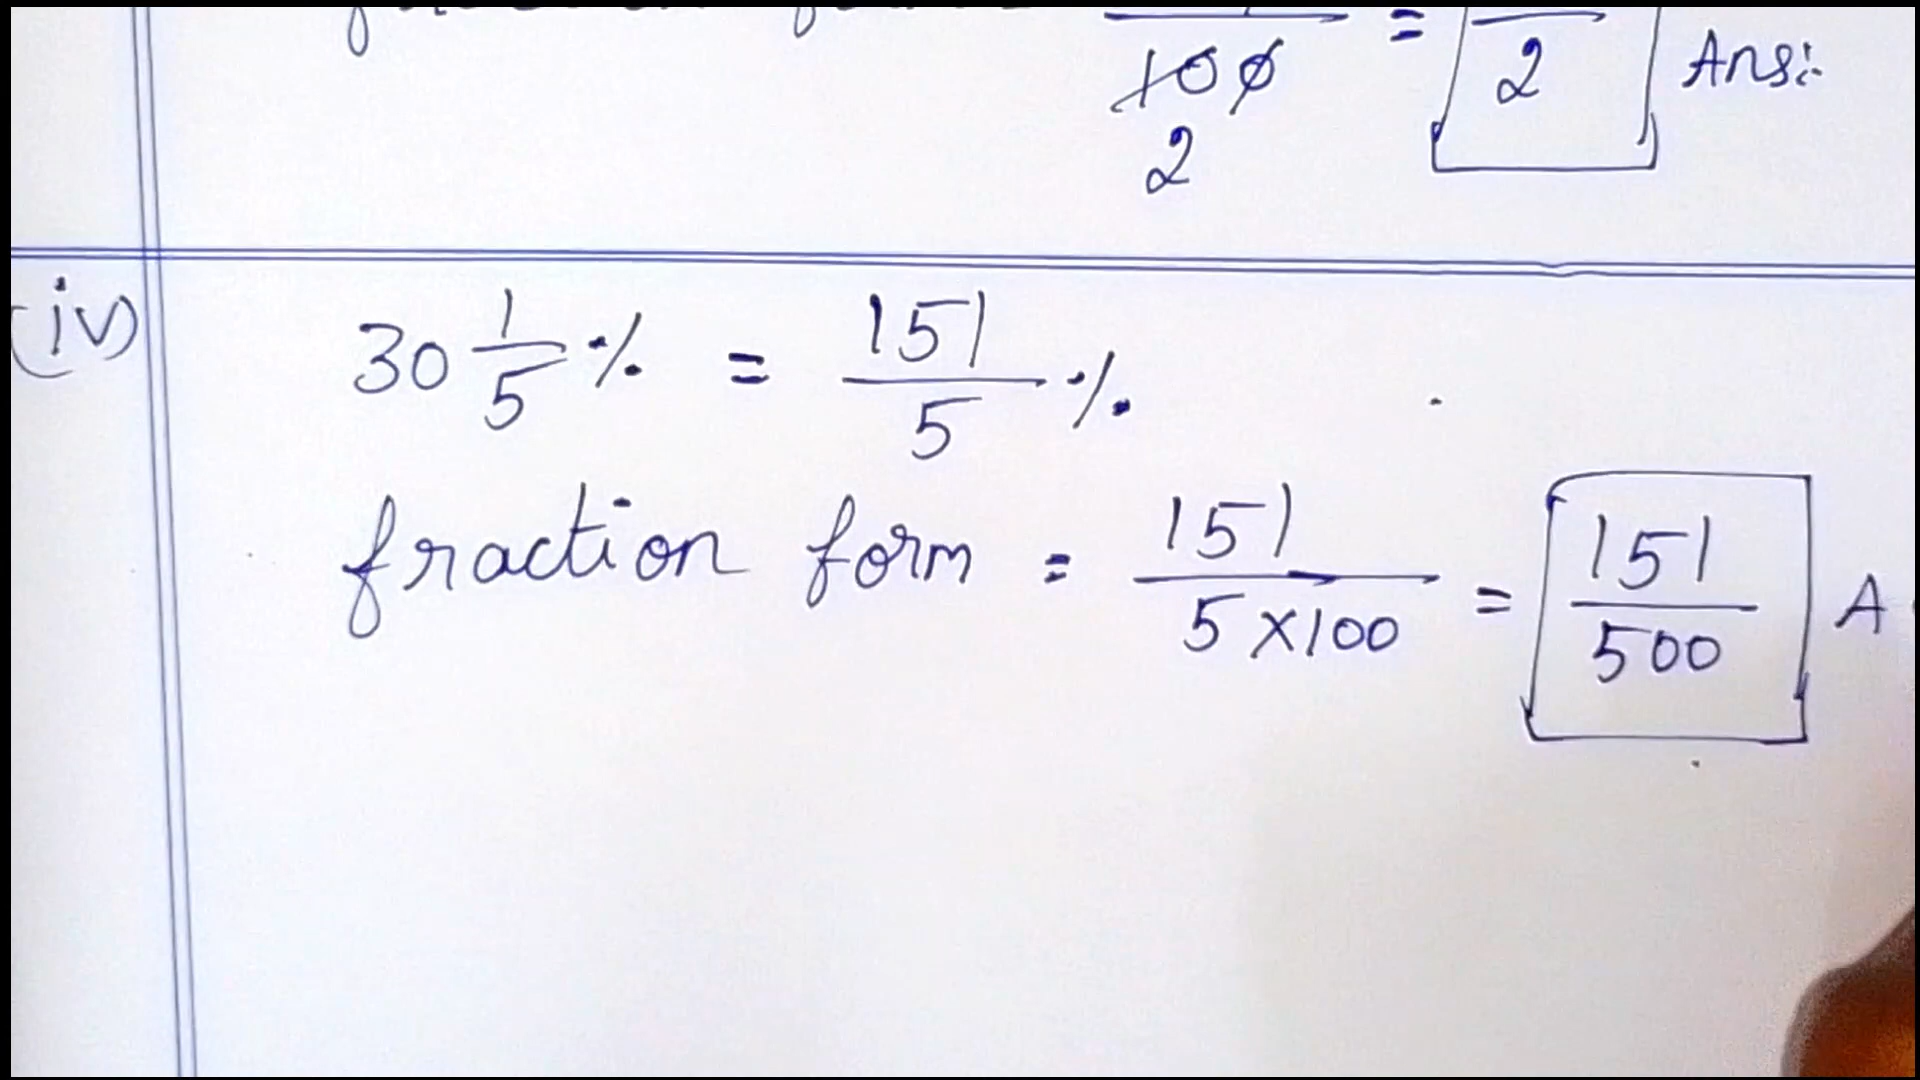 100 = 2 Ans:-
2
(iv) 30 1/5 % = 151/5 %
fraction form = 151/5×100 = 151/500 A